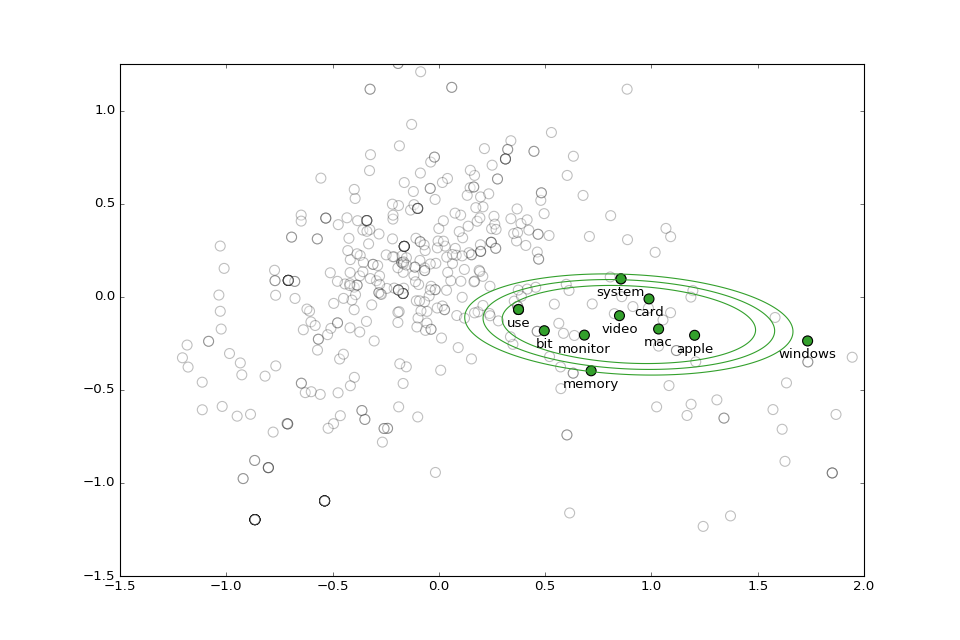 1.0
0.5
0.0
−0.5
−1.0
−1.5
system
card
use
video
bit
monitor
mac
apple
windows
memory
−1.5
−1.0
−0.5
0.0
0.5
1.0
1.5
2.0